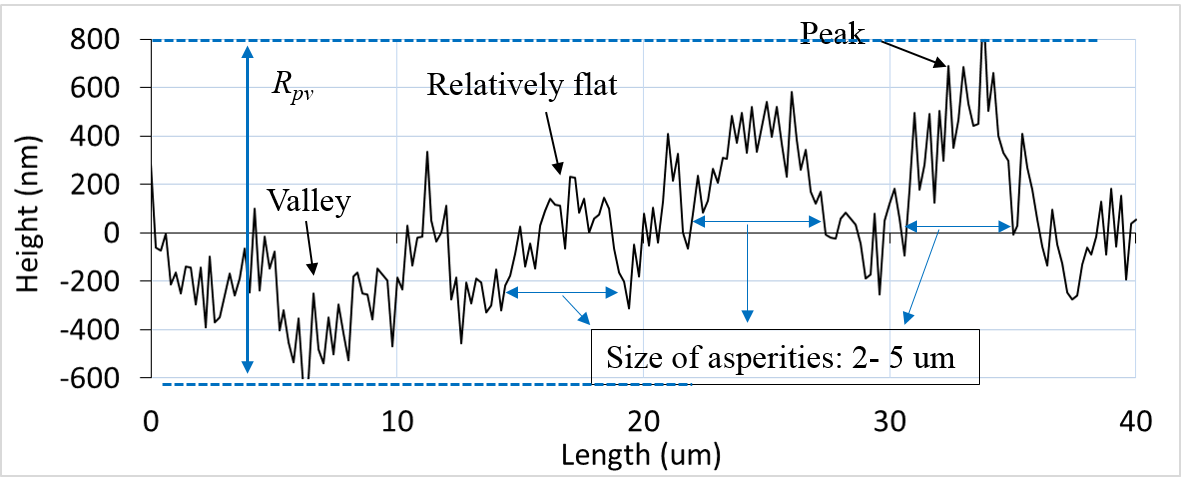 Peak
800
R_pv
Relatively flat
600
400
Valley
200
0
-200
-400
Size of asperities: 2- 5 um
-600
0 10 20 30 40
Height (nm)
Length (um)